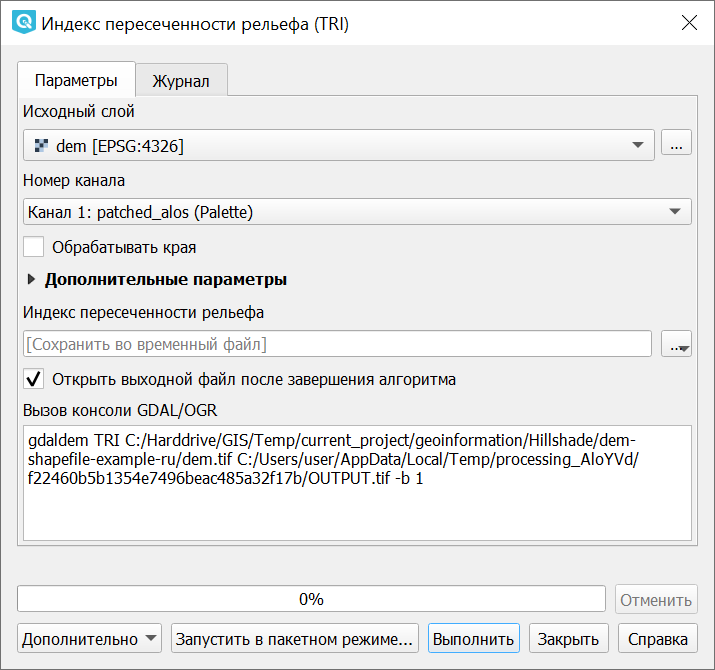 Индекс пересеченности рельефа (TRI)
Параметры
Журнал
Исходный слой
dem [EPSG:4326]
...
Номер канала
Канал 1: patched_alos (Palette)
Обрабатывать края
Дополнительные параметры
Индекс пересеченности рельефа
[Сохранить во временный файл]
...
Открыть выходной файл после завершения алгоритма
Вызов консоли GDAL/OGR
gdaldem TRI C:/Harddrive/GIS/Temp/current_project/geoinformation/Hillshade/dem-
shapefile-example-ru/dem.tif C:/Users/user/AppData/Local/Temp/processing_AloYVd/
f22460b5b1354e7496beac485a32f17b/OUTPUT.tif -b 1
0%
Отменить
Дополнительно
Запустить в пакетном режиме...
Выполнить
Закрыть
Справка